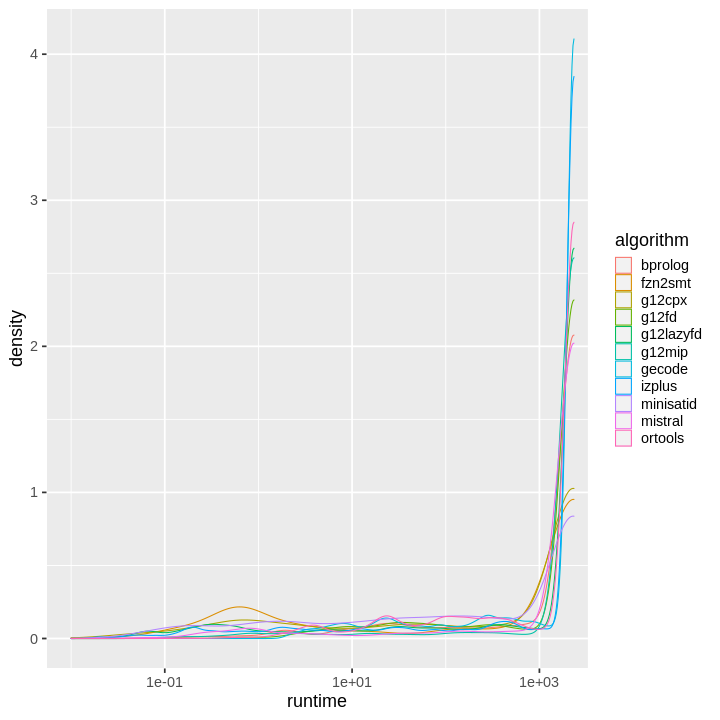 4
3
2
1
0
density
1e-01
1e+01
1e+03
runtime
algorithm
bprolog
fzn2smt
g12cpx
g12fd
g12lazyfd
g12mip
gecode
izplus
minisatid
mistral
ortools